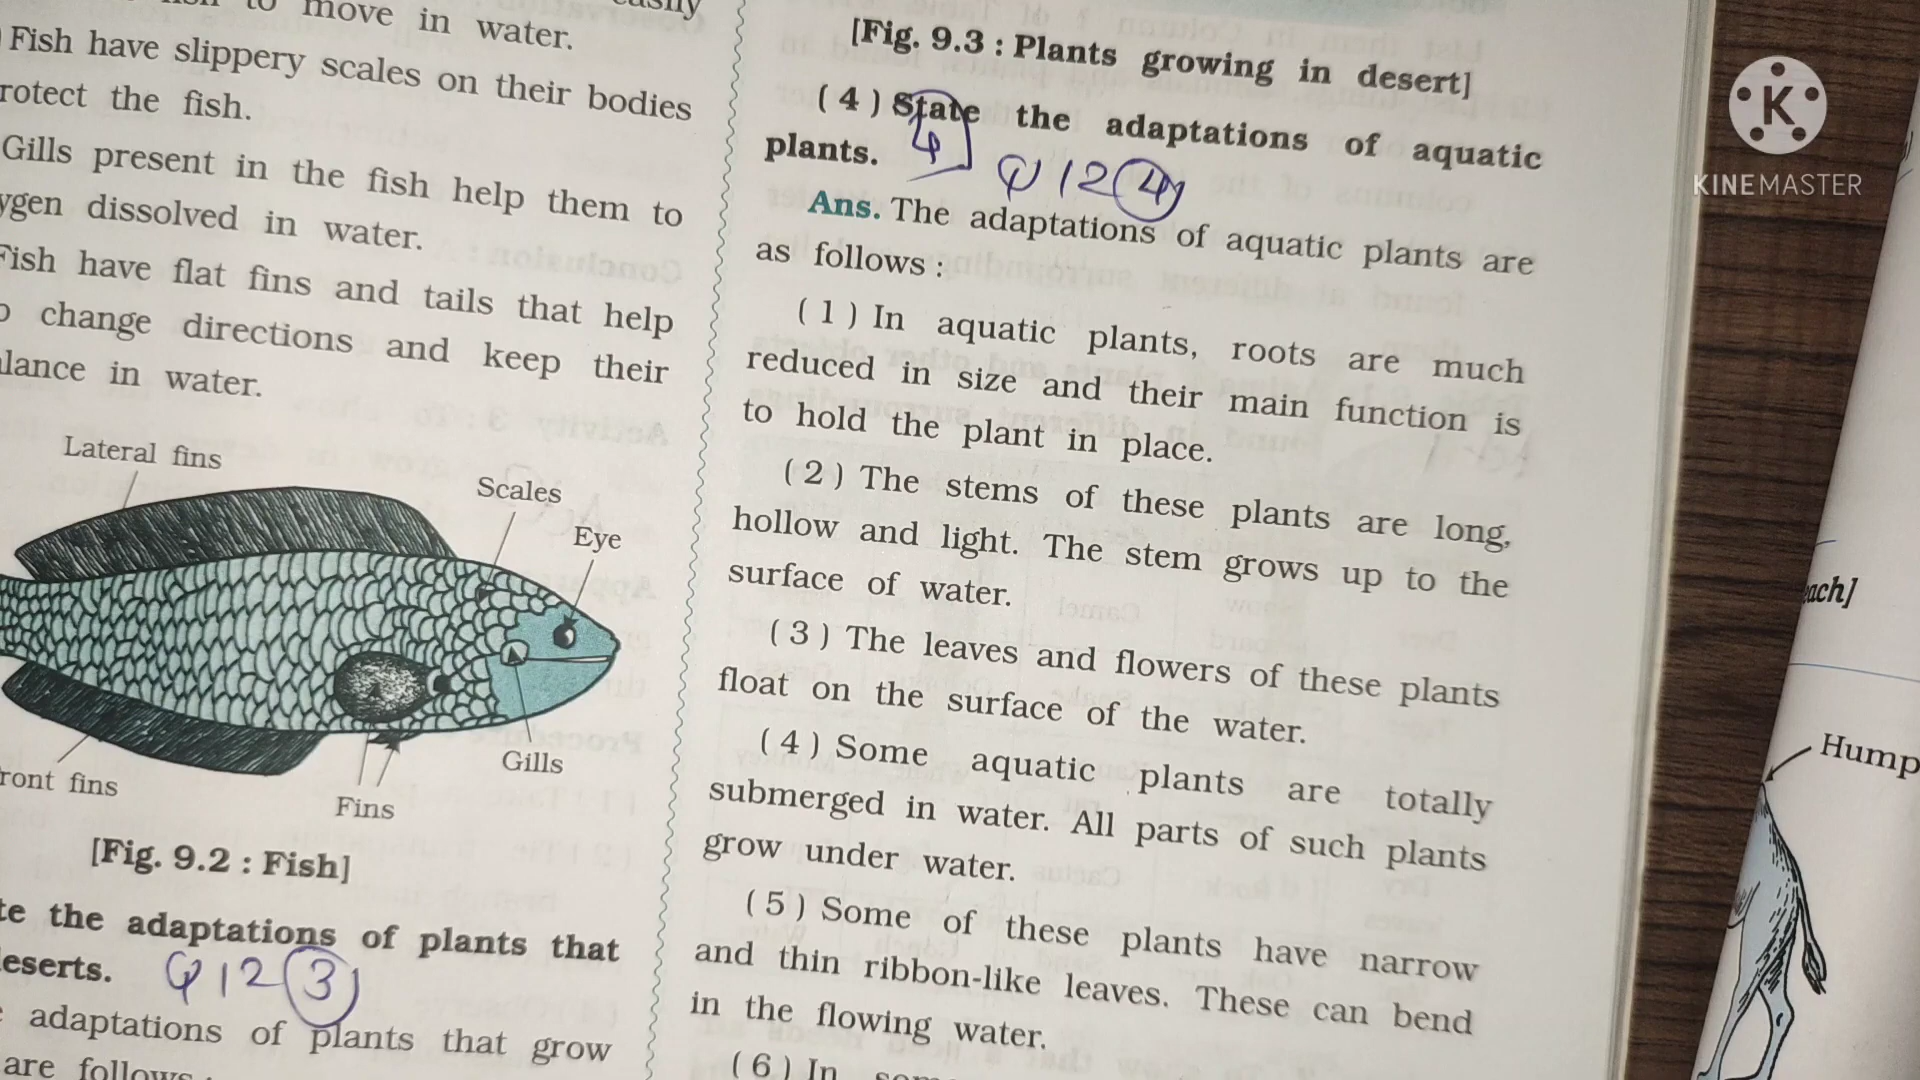 move in water.
Fish have slippery scales on their bodies
the fish.
Gills present in the fish help them to
dissolved in water.
Fish have flat fins and tails that help
change directions and keep their
in water.
Lateral fins
Scales
Eye
Gills
Fins
fins
[Fig. 9.2 : Fish]
the adaptations of plants that
Q 12 (3)
adaptations of plants that grow
are follows :
[Fig. 9.3 : Plants growing in desert]
(4) State the adaptations of aquatic
plants. 4] Q 12 (4)
Ans. The adaptations of aquatic plants are
as follows :
(1) In aquatic plants, roots are much
reduced in size and their main function is
to hold the plant in place.
(2) The stems of these plants are long,
hollow and light. The stem grows up to the
surface of water.
(3) The leaves and flowers of these plants
float on the surface of the water.
(4) Some aquatic plants are totally
submerged in water. All parts of such plants
grow under water.
(5) Some of these plants have narrow
and thin ribbon-like leaves. These can bend
in the flowing water.
(6) In
K
KINEMASTER
Hump